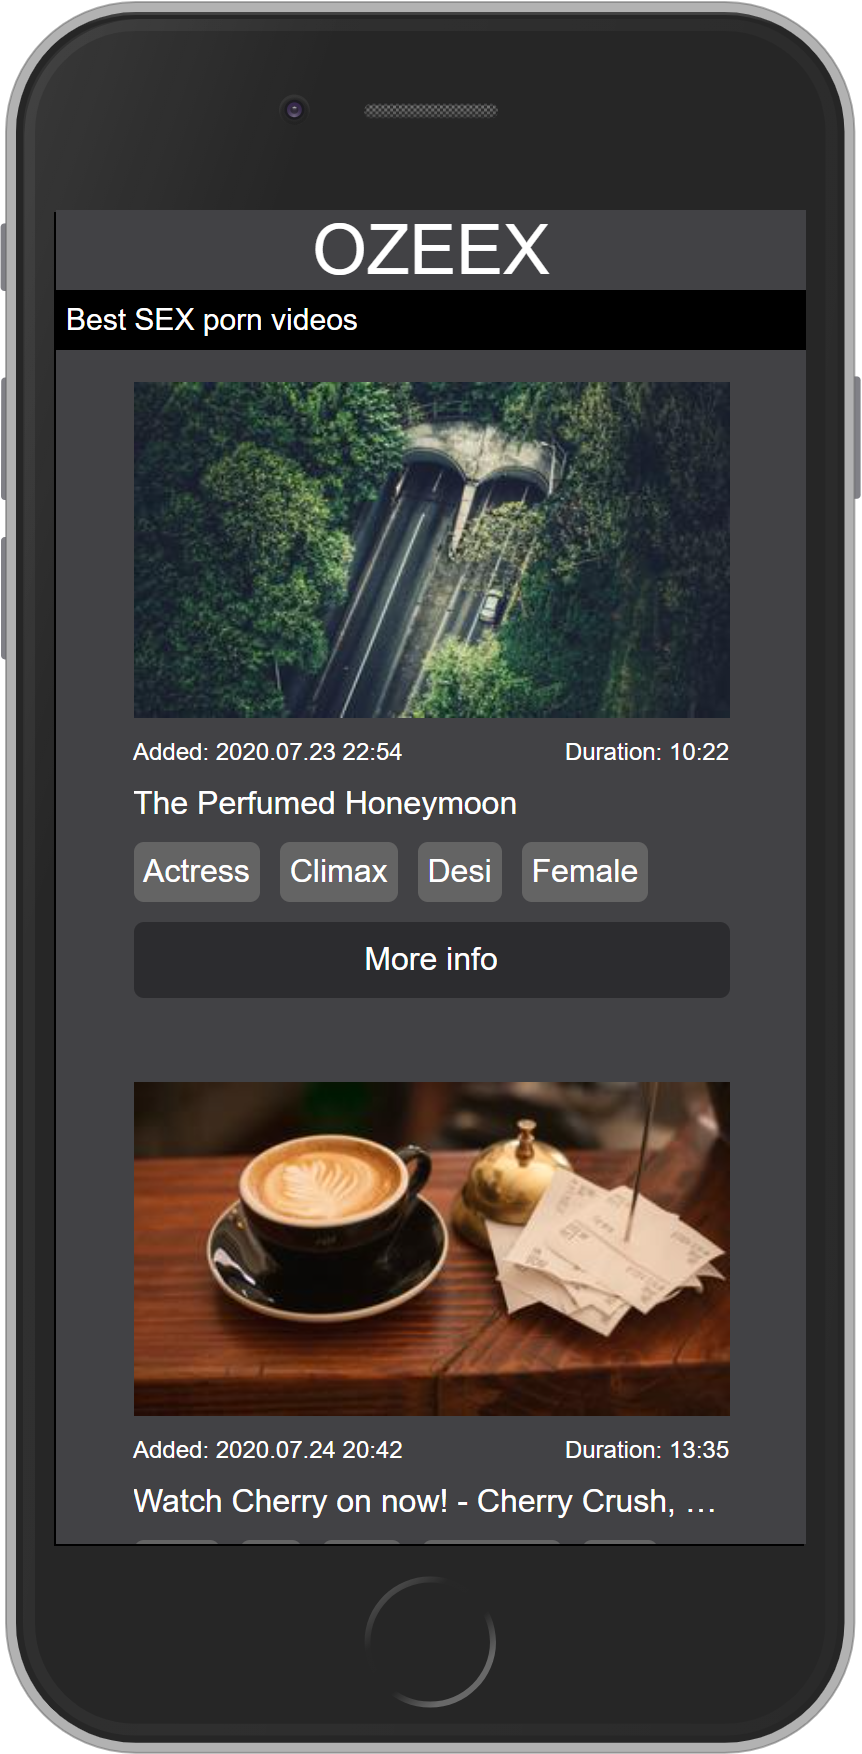 OZEEX
Best SEX porn videos
Added: 2020.07.23 22:54 Duration: 10:22
The Perfumed Honeymoon
Actress Climax Desi Female
More info
Added: 2020.07.24 20:42 Duration: 13:35
Watch Cherry on now! - Cherry Crush, …